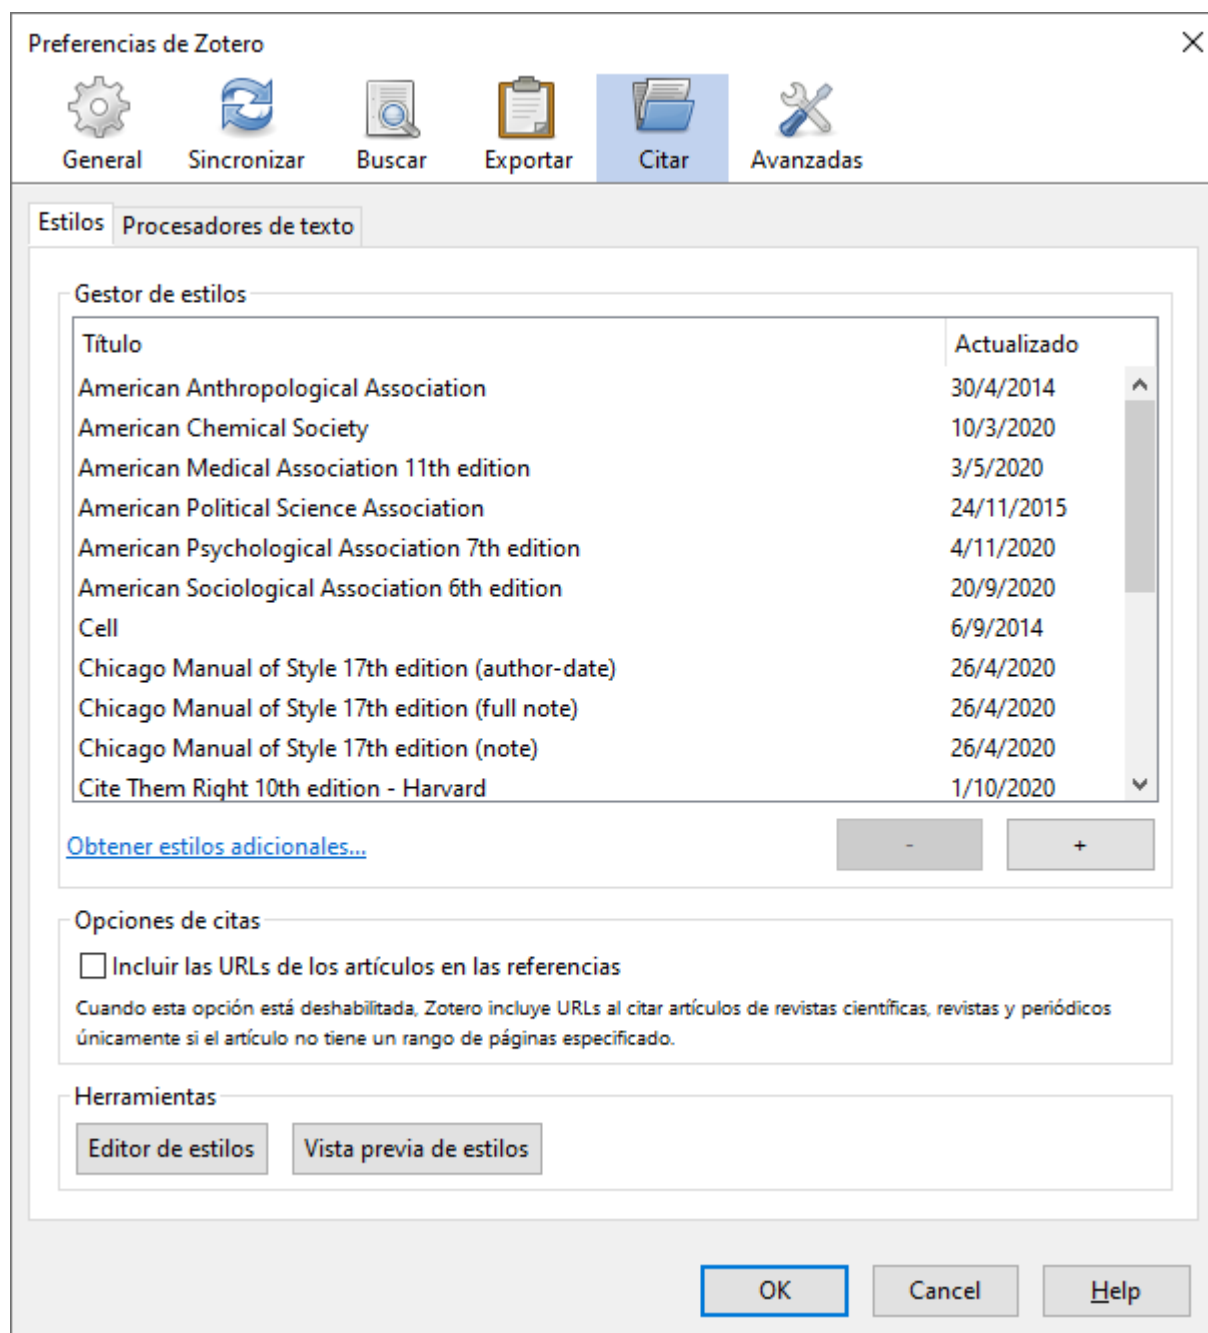 Preferencias de Zotero
General Sincronizar Buscar Exportar Citar Avanzadas
Estilos Procesadores de texto
Gestor de estilos
Título Actualizado
American Anthropological Association 30/4/2014
American Chemical Society 10/3/2020
American Medical Association 11th edition 3/5/2020
American Political Science Association 24/11/2015
American Psychological Association 7th edition 4/11/2020
American Sociological Association 6th edition 20/9/2020
Cell 6/9/2014
Chicago Manual of Style 17th edition (author-date) 26/4/2020
Chicago Manual of Style 17th edition (full note) 26/4/2020
Chicago Manual of Style 17th edition (note) 26/4/2020
Cite Them Right 10th edition - Harvard 1/10/2020
Obtener estilos adicionales... - +
Opciones de citas
Incluir las URLs de los artículos en las referencias
Cuando esta opción está deshabilitada, Zotero incluye URLs al citar artículos de revistas científicas, revistas y periódicos
únicamente si el artículo no tiene un rango de páginas especificado.
Herramientas
Editor de estilos Vista previa de estilos
OK Cancel Help